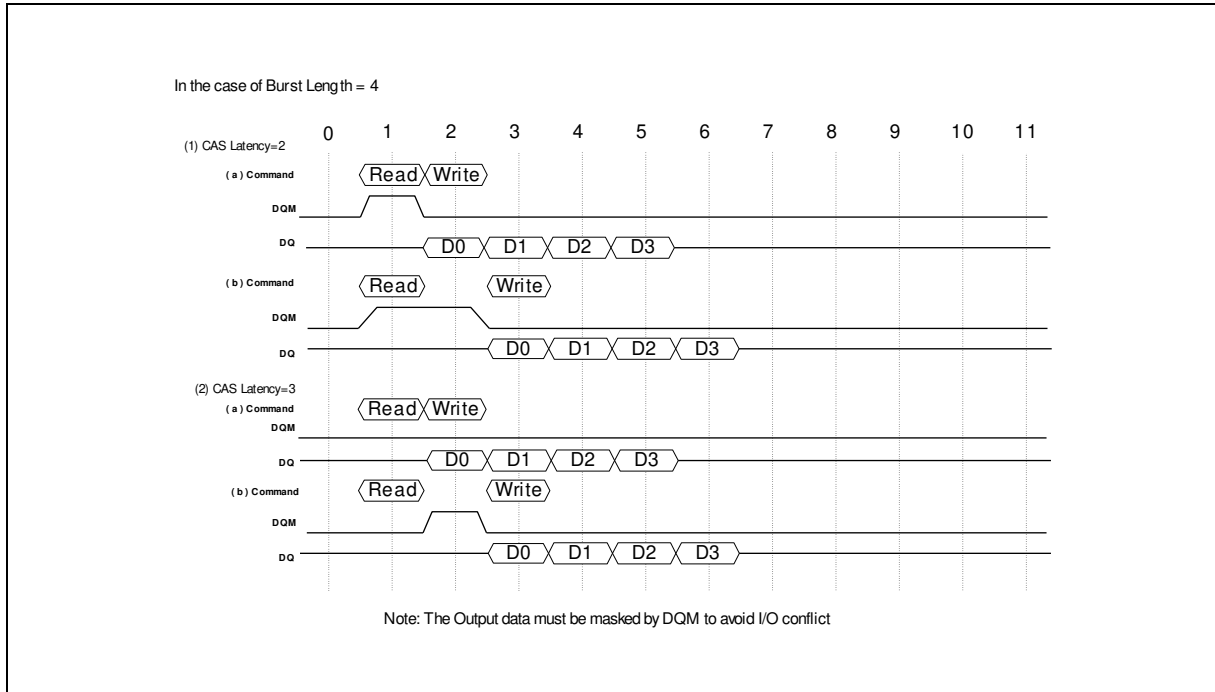 In the case of Burst Length = 4
0 1 2 3 4 5 6 7 8 9 10 11
(1) CAS Latency=2
( a ) Command Read Write
DQM
DQ D0 D1 D2 D3
( b ) Command Read Write
DQM
DQ D0 D1 D2 D3
(2) CAS Latency=3
( a ) Command Read Write
DQM
DQ D0 D1 D2 D3
( b ) Command Read Write
DQM
DQ D0 D1 D2 D3
Note: The Output data must be masked by DQM to avoid I/O conflict